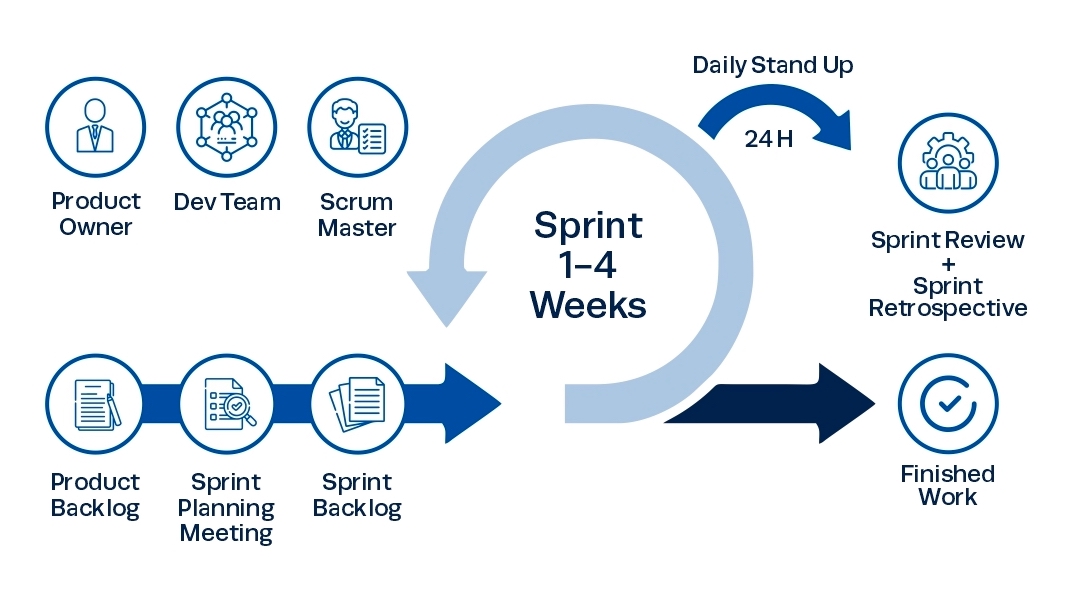 Daily Stand Up
24 H
Product
Owner
Dev Team
Scrum
Master
Sprint
1–4
Weeks
Sprint Review
+
Sprint
Retrospective
Product
Backlog
Sprint
Planning
Meeting
Sprint
Backlog
Finished
Work